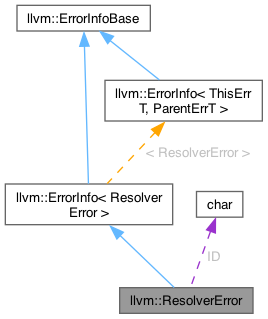 llvm::ErrorInfoBase
llvm::ErrorInfo< ThisErr
T, ParentErrT >
< ResolverError >
llvm::ErrorInfo< Resolver
Error >
char
ID
llvm::ResolverError